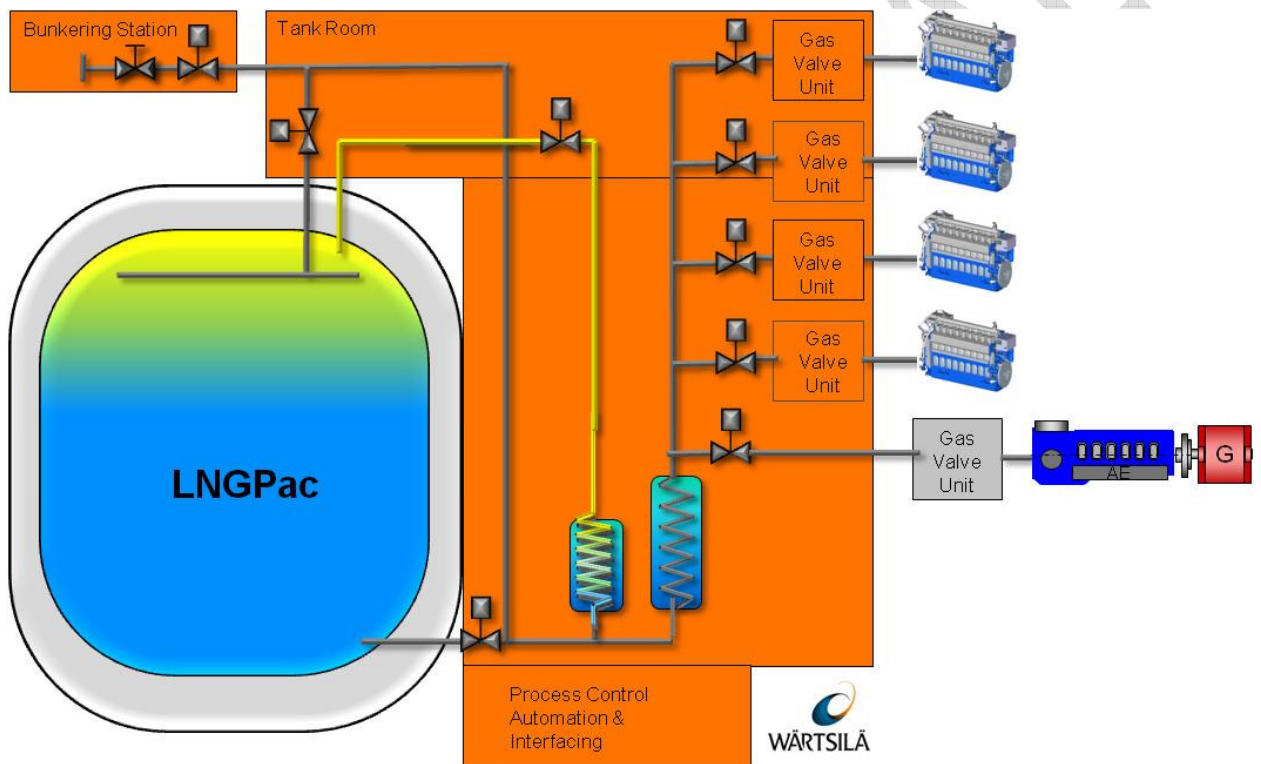 Bunkering Station
Tank Room
Gas
Valve
Unit
Gas
Valve
Unit
Gas
Valve
Unit
Gas
Valve
Unit
Gas
Valve
Unit
AE
G
LNGPac
Process Control
Automation &
Interfacing
WÄRTSILÄ